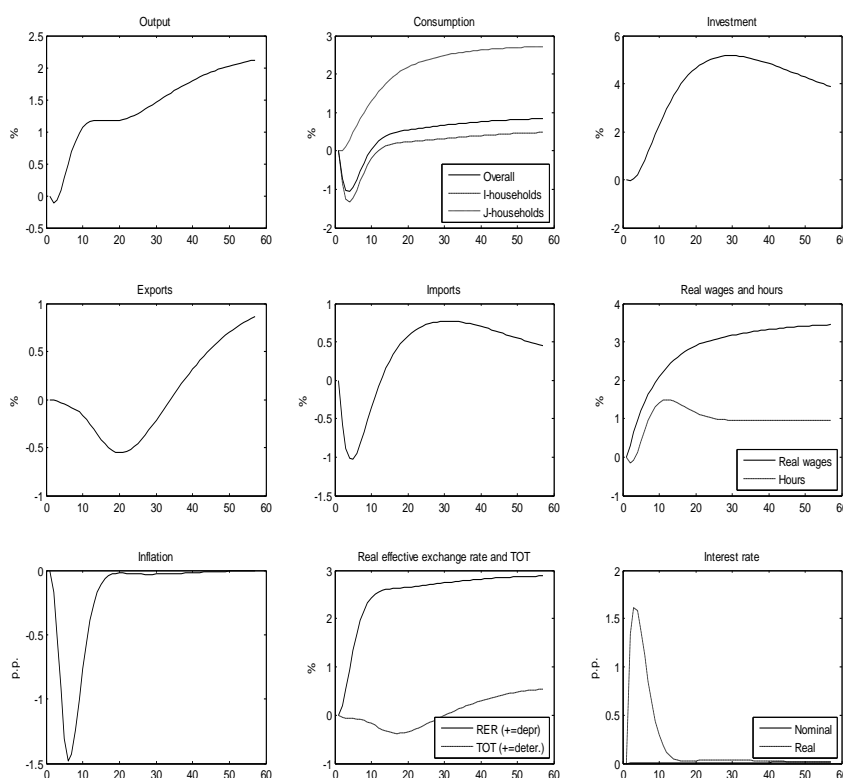 Output
2.5
2
1.5
1
0.5
0
-0.5
%
0 10 20 30 40 50 60
Consumption
3
2
1
0
-1
-2
%
0 10 20 30 40 50 60
Overall
I-households
J-households
Investment
6
4
2
0
-2
%
0 10 20 30 40 50 60
Exports
1
0.5
0
-0.5
-1
%
0 10 20 30 40 50 60
Imports
1
0.5
0
-0.5
-1
-1.5
%
0 10 20 30 40 50 60
Real wages and hours
4
3
2
1
0
-1
%
0 10 20 30 40 50 60
Real wages
Hours
Inflation
0
-0.5
-1
-1.5
p.p.
0 10 20 30 40 50 60
Real effective exchange rate and TOT
3
2
1
0
-1
%
0 10 20 30 40 50 60
RER (+=depr)
TOT (+=deter.)
Interest rate
2
1.5
1
0.5
0
p.p.
0 10 20 30 40 50 60
Nominal
Real